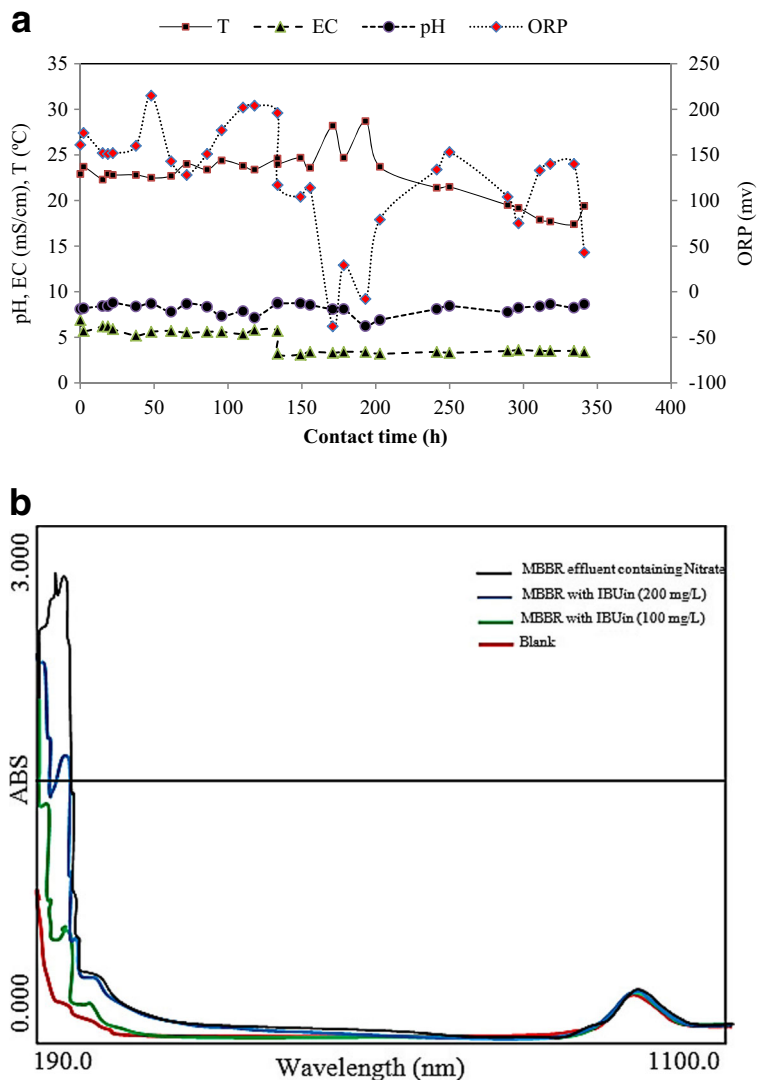 a
T EC pH ORP
35
30
25
20
15
10
5
0
pH, EC (mS/cm), T (ºC)
250
200
150
100
50
0
-50
-100
ORP (mv)
0 50 100 150 200 250 300 350 400
Contact time (h)
b
3.000
ABS
0.000
MBBR effluent containing Nitrate
MBBR with IBUin (200 mg/L)
MBBR with IBUin (100 mg/L)
Blank
190.0 Wavelength (nm) 1100.0